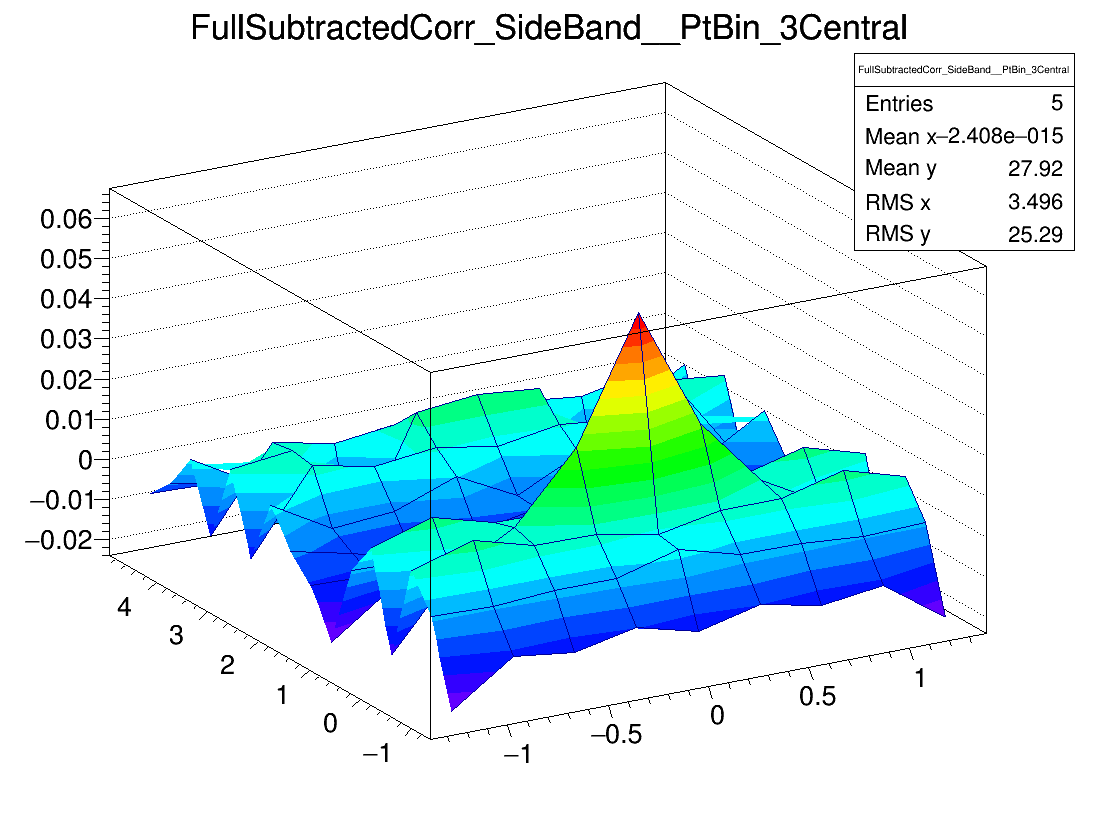 FullSubtractedCorr_SideBand__PtBin_3Central
FullSubtractedCorr_SideBand__PtBin_3Central
Entries 5
Mean x −2.408e−015
Mean y 27.92
RMS x 3.496
RMS y 25.29
0.06
0.05
0.04
0.03
0.02
0.01
0
−0.01
−0.02
4
3
2
1
0
−1
−1
−0.5
0
0.5
1